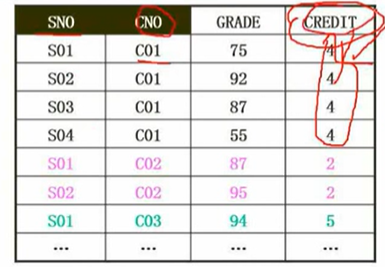 SNO CNO GRADE CREDIT
S01 C01 75 4
S02 C01 92 4
S03 C01 87 4
S04 C01 55 4
S01 C02 87 2
S02 C02 95 2
S01 C03 94 5
… … … …